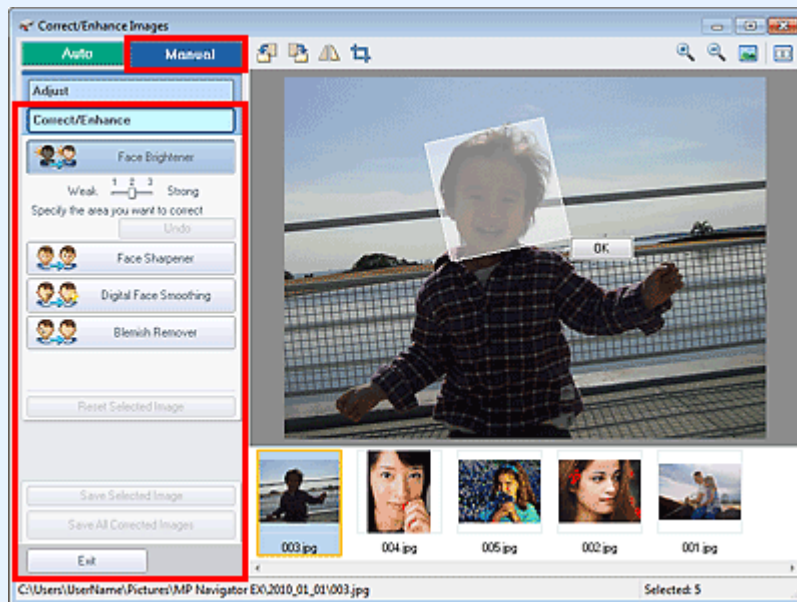 Correct/Enhance Images
Auto Manual
Adjust
Correct/Enhance
Face Brightener
1 2 3
Weak Strong
Specify the area you want to correct
Undo
Face Sharpener
Digital Face Smoothing
Blemish Remover
Reset Selected Image
Save Selected Image
Save All Corrected Images
Exit
OK
003.jpg 004.jpg 005.jpg 002.jpg 001.jpg
C:\Users\UserName\Pictures\MP Navigator EX\2010_01_01\003.jpg Selected: 5